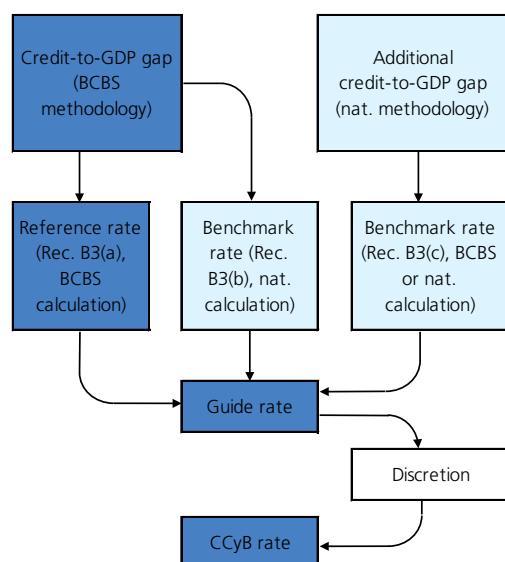 Credit-to-GDP gap
(BCBS
methodology)
Additional
credit-to-GDP gap
(nat. methodology)
Reference rate
(Rec. B3(a),
BCBS
calculation)
Benchmark
rate (Rec.
B3(b), nat.
calculation)
Benchmark rate
(Rec. B3(c), BCBS
or nat.
calculation)
Guide rate
Discretion
CCyB rate